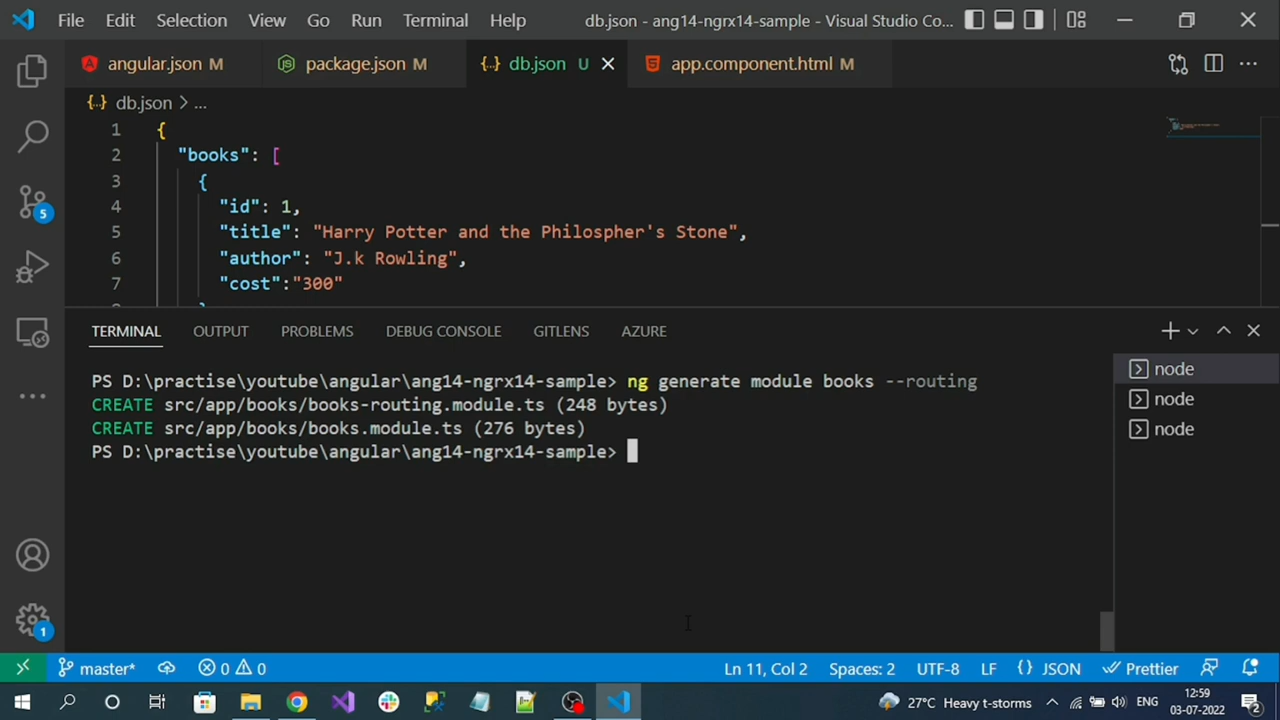 File Edit Selection View Go Run Terminal Help db.json - ang14-ngrx14-sample - Visual Studio Co...
angular.json M package.json M {..} db.json U app.component.html M
{..} db.json > ...
1 {
2 "books": [
3 {
4 "id": 1,
5 "title": "Harry Potter and the Philospher's Stone",
6 "author": "J.k Rowling",
7 "cost":"300"
TERMINAL OUTPUT PROBLEMS DEBUG CONSOLE GITLENS AZURE
PS D:\practise\youtube\angular\ang14-ngrx14-sample> ng generate module books --routing
CREATE src/app/books/books-routing.module.ts (248 bytes)
CREATE src/app/books/books.module.ts (276 bytes)
PS D:\practise\youtube\angular\ang14-ngrx14-sample>
node
node
node
5
1
master* 0 0 Ln 11, Col 2 Spaces: 2 UTF-8 LF {} JSON Prettier
27°C Heavy t-storms ENG 12:59
03-07-2022 2